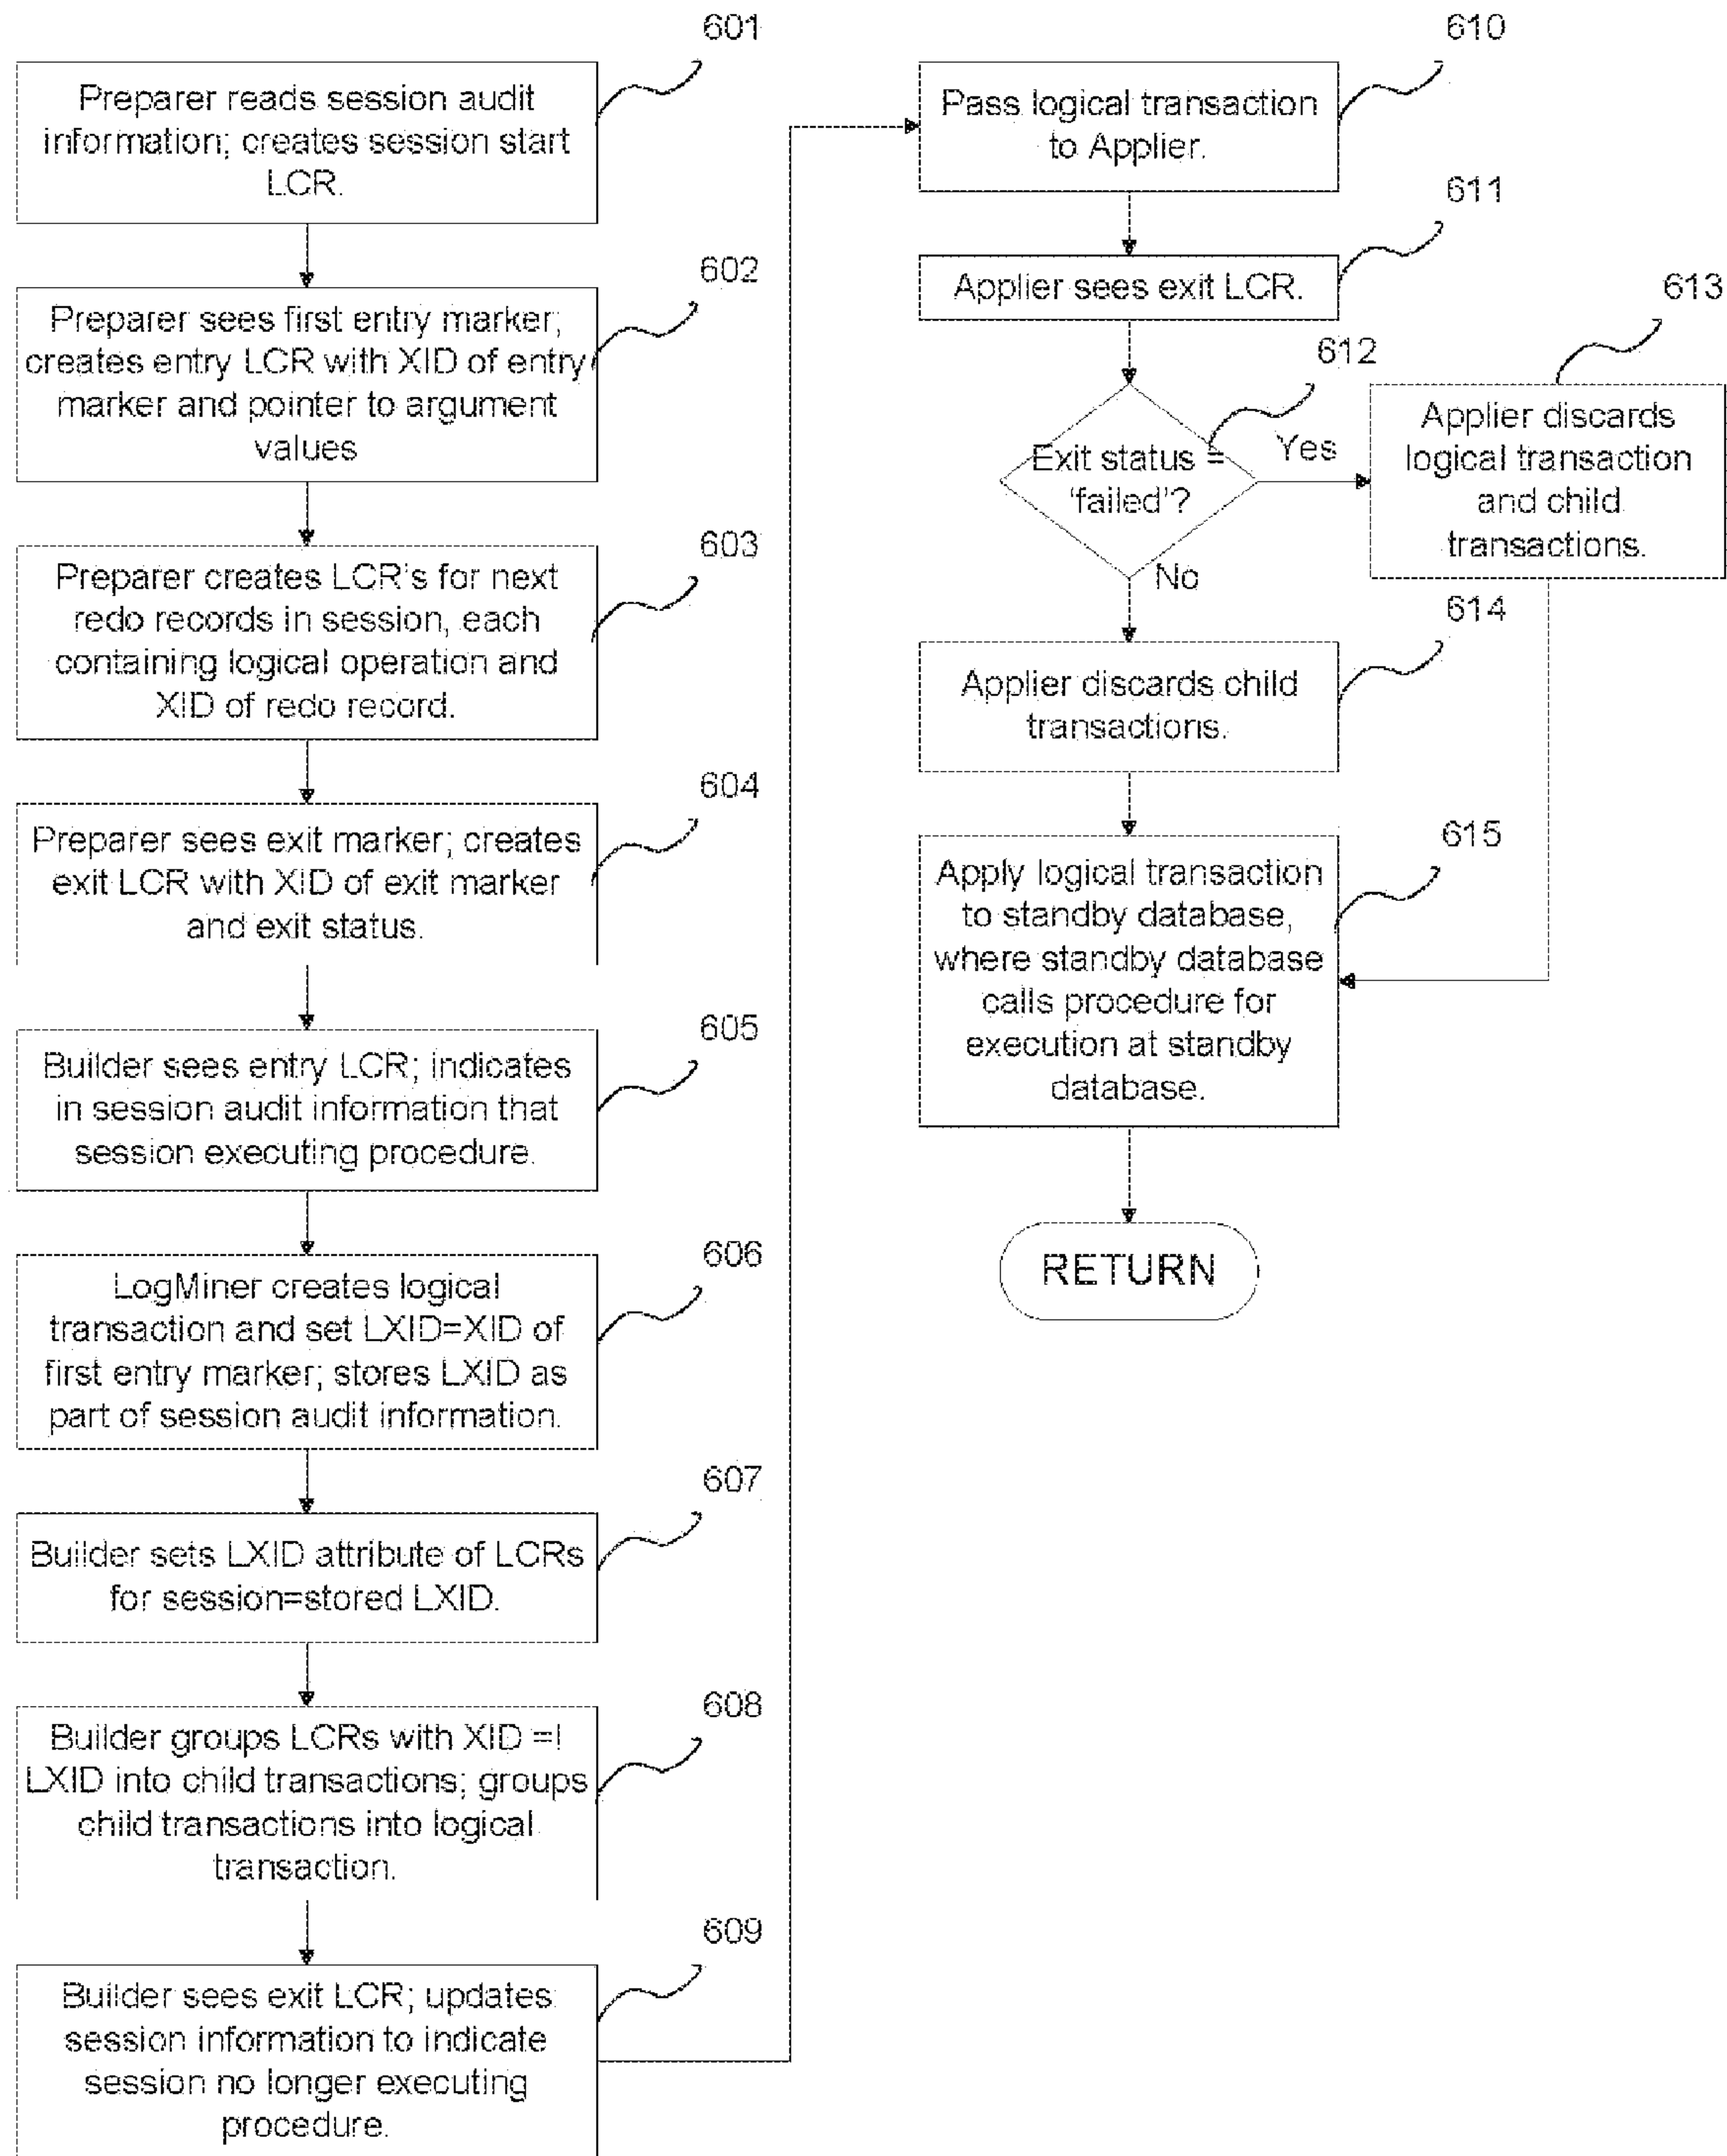 601
Preparer reads session audit
information; creates session start
LCR.
602
Preparer sees first entry marker;
creates entry LCR with XID of entry
marker and pointer to argument
values
603
Preparer creates LCR's for next
redo records in session, each
containing logical operation and
XID of redo record.
604
Preparer sees exit marker; creates
exit LCR with XID of exit marker
and exit status.
605
Builder sees entry LCR; indicates
in session audit information that
session executing procedure.
606
LogMiner creates logical
transaction and set LXID=XID of
first entry marker; stores LXID as
part of session audit information.
607
Builder sets LXID attribute of LCRs
for session=stored LXID.
608
Builder groups LCRs with XID =!
LXID into child transactions; groups
child transactions into logical
transaction.
609
Builder sees exit LCR; updates
session information to indicate
session no longer executing
procedure.
610
Pass logical transaction
to Applier.
611
Applier sees exit LCR.
612
Exit status =
'failed'?
Yes
No
613
Applier discards
logical transaction
and child
transactions.
614
Applier discards child
transactions.
615
Apply logical transaction
to standby database,
where standby database
calls procedure for
execution at standby
database.
RETURN